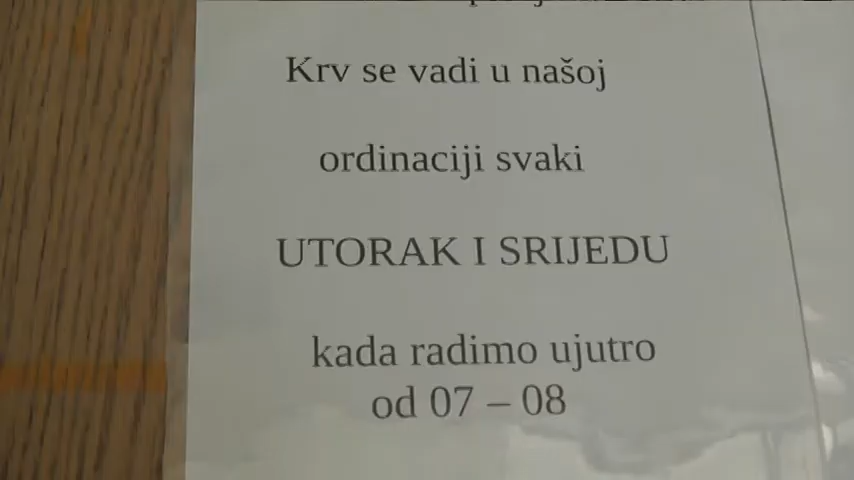 Krv se vadi u našoj
ordinaciji svaki
UTORAK I SRIJEDU
kada radimo ujutro
od 07 – 08